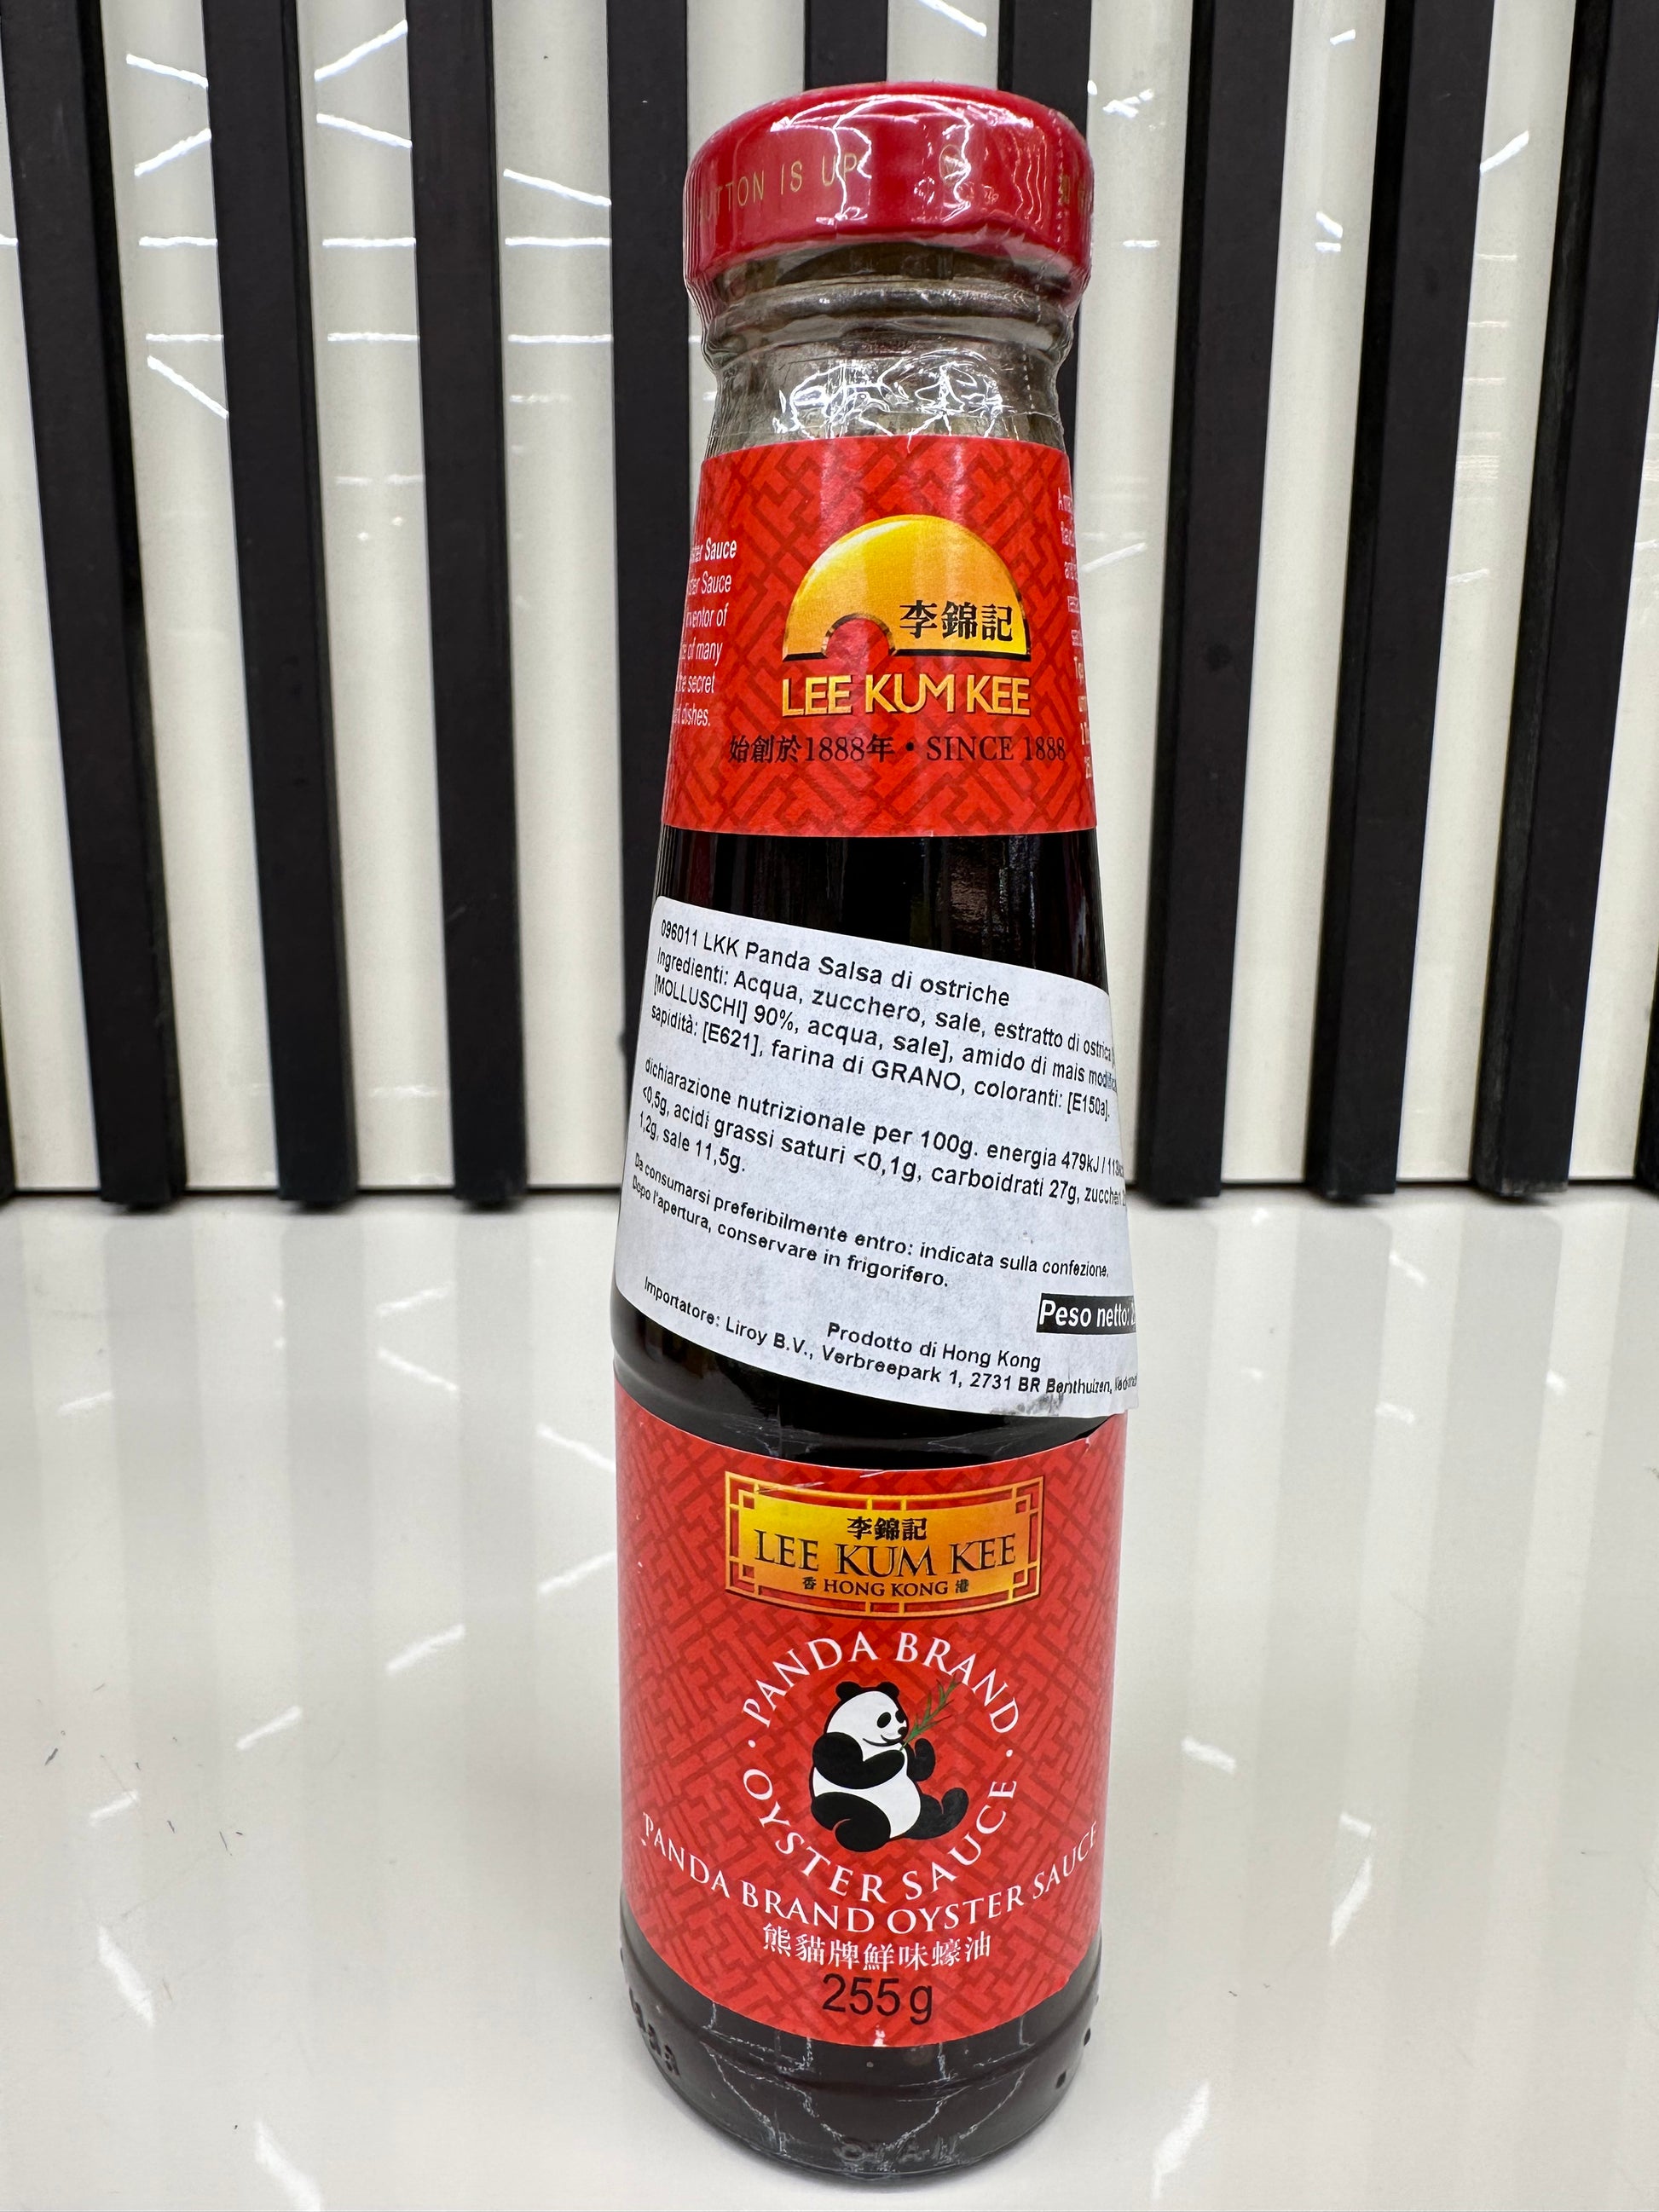 BUTTON IS UP
Sauce
Sauce
of
of many
secret
dishes.
李錦記
LEE KUM KEE
始創於1888年 • SINCE 1888
096011 LKK Panda Salsa di ostriche
Ingredienti: Acqua, zucchero, sale, estratto di ostrica
[MOLLUSCHI] 90%, acqua, sale], amido di mais
sapidità: [E621], farina di GRANO, coloranti: [E150a].
dichiarazione nutrizionale per 100g. energia 479kJ /
<0,5g, acidi grassi saturi <0,1g, carboidrati 27g, zuccheri
1,2g, sale 11,5g.
Da consumarsi preferibilmente entro: indicata sulla confezione.
Dopo l'apertura, conservare in frigorifero.
Peso netto:
Prodotto di Hong Kong
Importatore: Liroy B.V., Verbreepark 1, 2731 BR Benthuizen,
李錦記
LEE KUM KEE
香 HONG KONG 港
• PANDA BRAND •
OYSTER SAUCE
PANDA BRAND OYSTER SAUCE
熊貓牌鮮味蠔油
255g